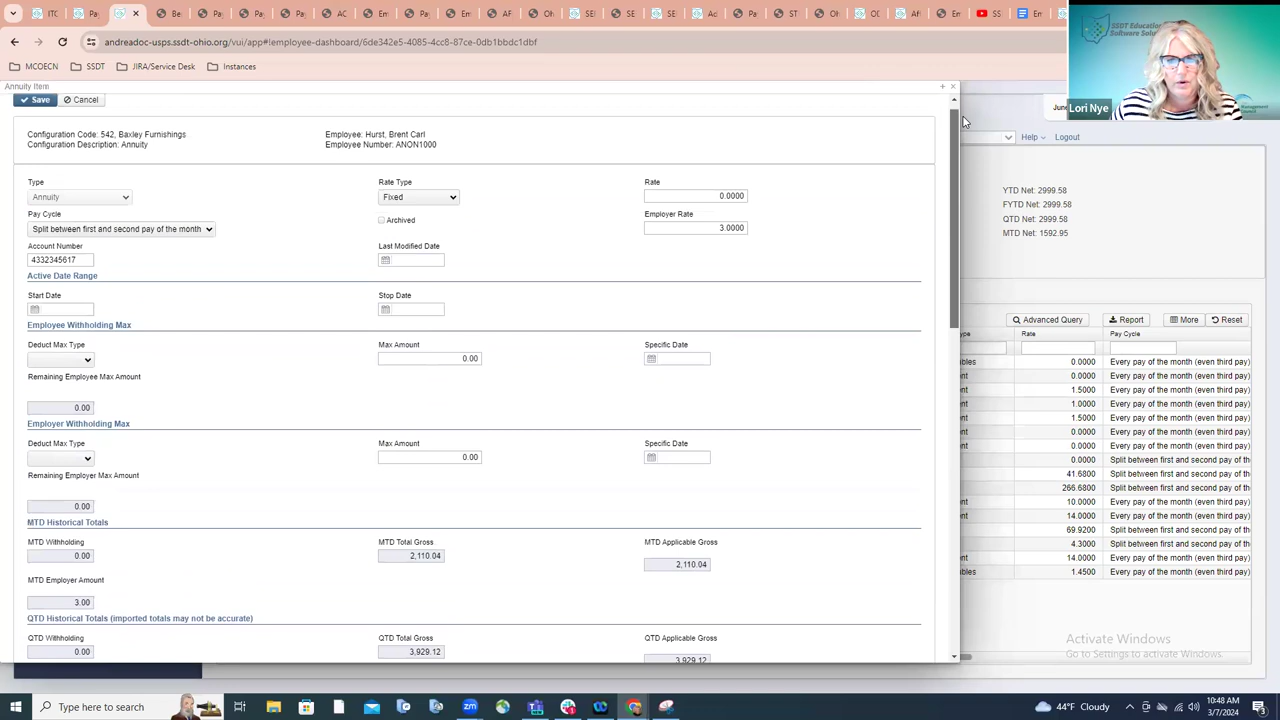 andreadoc-usps.ssdt-ohio.org/vui/app#!employee-dashboard/6de342e5-4085-4cc8-97ce-0db1bbdc1dbf
MCOECN
SSDT
JIRA/Service Desk
Instances
SSDT Education
Software Solu
Lori Nye
Annuity Item
Save
Cancel
Help
Logout
Configuration Code: 542, Baxley Furnishings
Employee: Hurst, Brent Carl
Configuration Description: Annuity
Employee Number: ANON1000
Type
Rate Type
Rate
Annuity
Fixed
0.0000
Pay Cycle
Archived
Employer Rate
Split between first and second pay of the month
3.0000
Account Number
Last Modified Date
4332345617
Active Date Range
Start Date
Stop Date
Employee Withholding Max
Deduct Max Type
Max Amount
Specific Date
0.00
Remaining Employee Max Amount
0.00
Employer Withholding Max
Deduct Max Type
Max Amount
Specific Date
0.00
Remaining Employer Max Amount
0.00
MTD Historical Totals
MTD Withholding
MTD Total Gross
MTD Applicable Gross
0.00
2,110.04
2,110.04
MTD Employer Amount
3.00
QTD Historical Totals (imported totals may not be accurate)
QTD Withholding
QTD Total Gross
QTD Applicable Gross
0.00
3,928.12
3,929.12
YTD Net: 2999.58
FYTD Net: 2999.58
QTD Net: 2999.58
MTD Net: 1592.95
Advanced Query
Report
More
Reset
Rate
Pay Cycle
0.0000 Every pay of the month (even third pay)
0.0000 Every pay of the month (even third pay)
1.5000 Every pay of the month (even third pay)
1.0000 Every pay of the month (even third pay)
1.5000 Every pay of the month (even third pay)
0.0000 Every pay of the month (even third pay)
0.0000 Every pay of the month (even third pay)
0.0000 Split between first and second pay of the
41.6800 Split between first and second pay of the
266.6800 Split between first and second pay of the
10.0000 Every pay of the month (even third pay)
14.0000 Every pay of the month (even third pay)
69.9200 Split between first and second pay of the
4.3000 Split between first and second pay of the
14.0000 Every pay of the month (even third pay)
1.4500 Every pay of the month (even third pay)
Activate Windows
Go to Settings to activate Windows.
Type here to search
44°F Cloudy
10:48 AM
3/7/2024